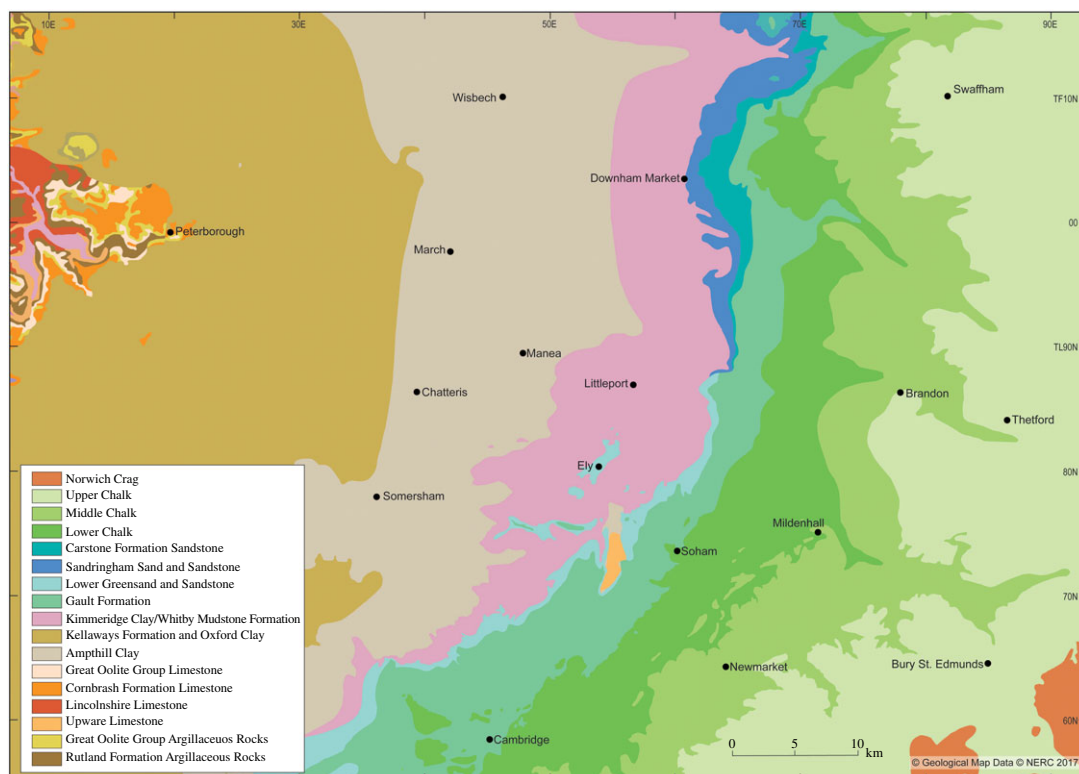 10E 30E 50E 70E 90E
Swaffham
Wisbech
TF10N
Downham Market
00
Peterborough
March
TL90N
Manea
Littleport
Chatteris
Brandon
Thetford
Ely
80N
Somersham
Mildenhall
Soham
70N
Newmarket
Bury St. Edmunds
60N
Cambridge
Norwich Crag
Upper Chalk
Middle Chalk
Lower Chalk
Carstone Formation Sandstone
Sandringham Sand and Sandstone
Lower Greensand and Sandstone
Gault Formation
Kimmeridge Clay/Whitby Mudstone Formation
Kellaways Formation and Oxford Clay
Ampthill Clay
Great Oolite Group Limestone
Cornbrash Formation Limestone
Lincolnshire Limestone
Upware Limestone
Great Oolite Group Argillaceuos Rocks
Rutland Formation Argillaceous Rocks
0 5 10
km
© Geological Map Data © NERC 2017